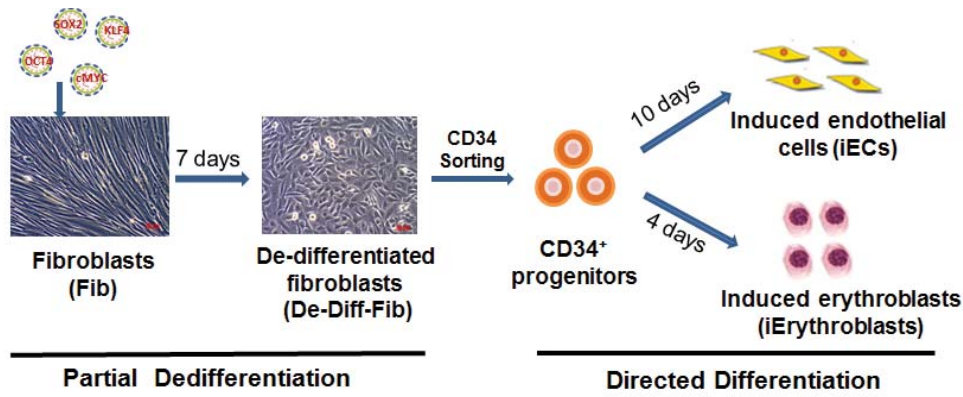 SOX2
KLF4
OCT4
cMYC
7 days
CD34
Sorting
10 days
4 days
Fibroblasts
(Fib)
De-differentiated
fibroblasts
(De-Diff-Fib)
CD34⁺
progenitors
Induced endothelial
cells (iECs)
Induced erythroblasts
(iErythroblasts)
Partial Dedifferentiation
Directed Differentiation